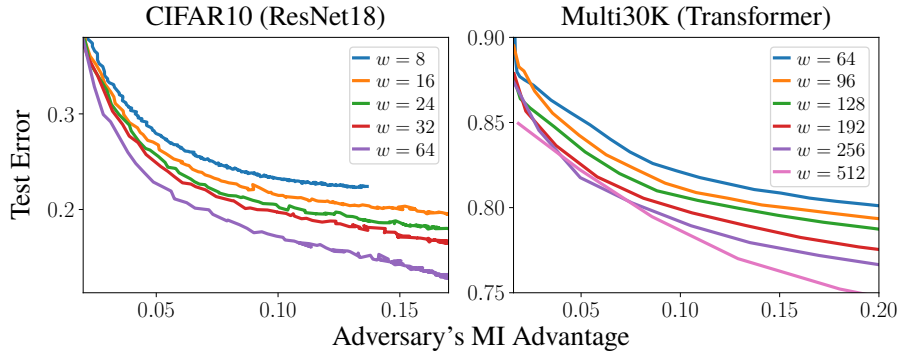 CIFAR10 (ResNet18)
Multi30K (Transformer)
Test Error
0.3
0.2
0.05
0.10
0.15
w = 8
w = 16
w = 24
w = 32
w = 64
0.90
0.85
0.80
0.75
0.05
0.10
0.15
0.20
w = 64
w = 96
w = 128
w = 192
w = 256
w = 512
Adversary's MI Advantage